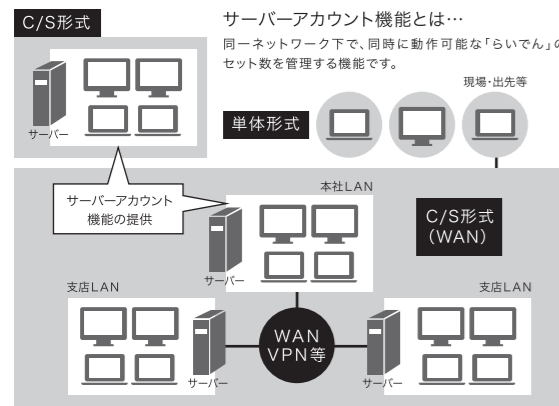 C/S形式
サーバー
サーバーアカウント機能とは…
同一ネットワーク下で、同時に動作可能な「らいでん」の
セット数を管理する機能です。
現場・出先等
単体形式
サーバーアカウント
機能の提供
本社LAN
サーバー
C/S形式
(WAN)
支店LAN
サーバー
WAN
VPN等
支店LAN
サーバー